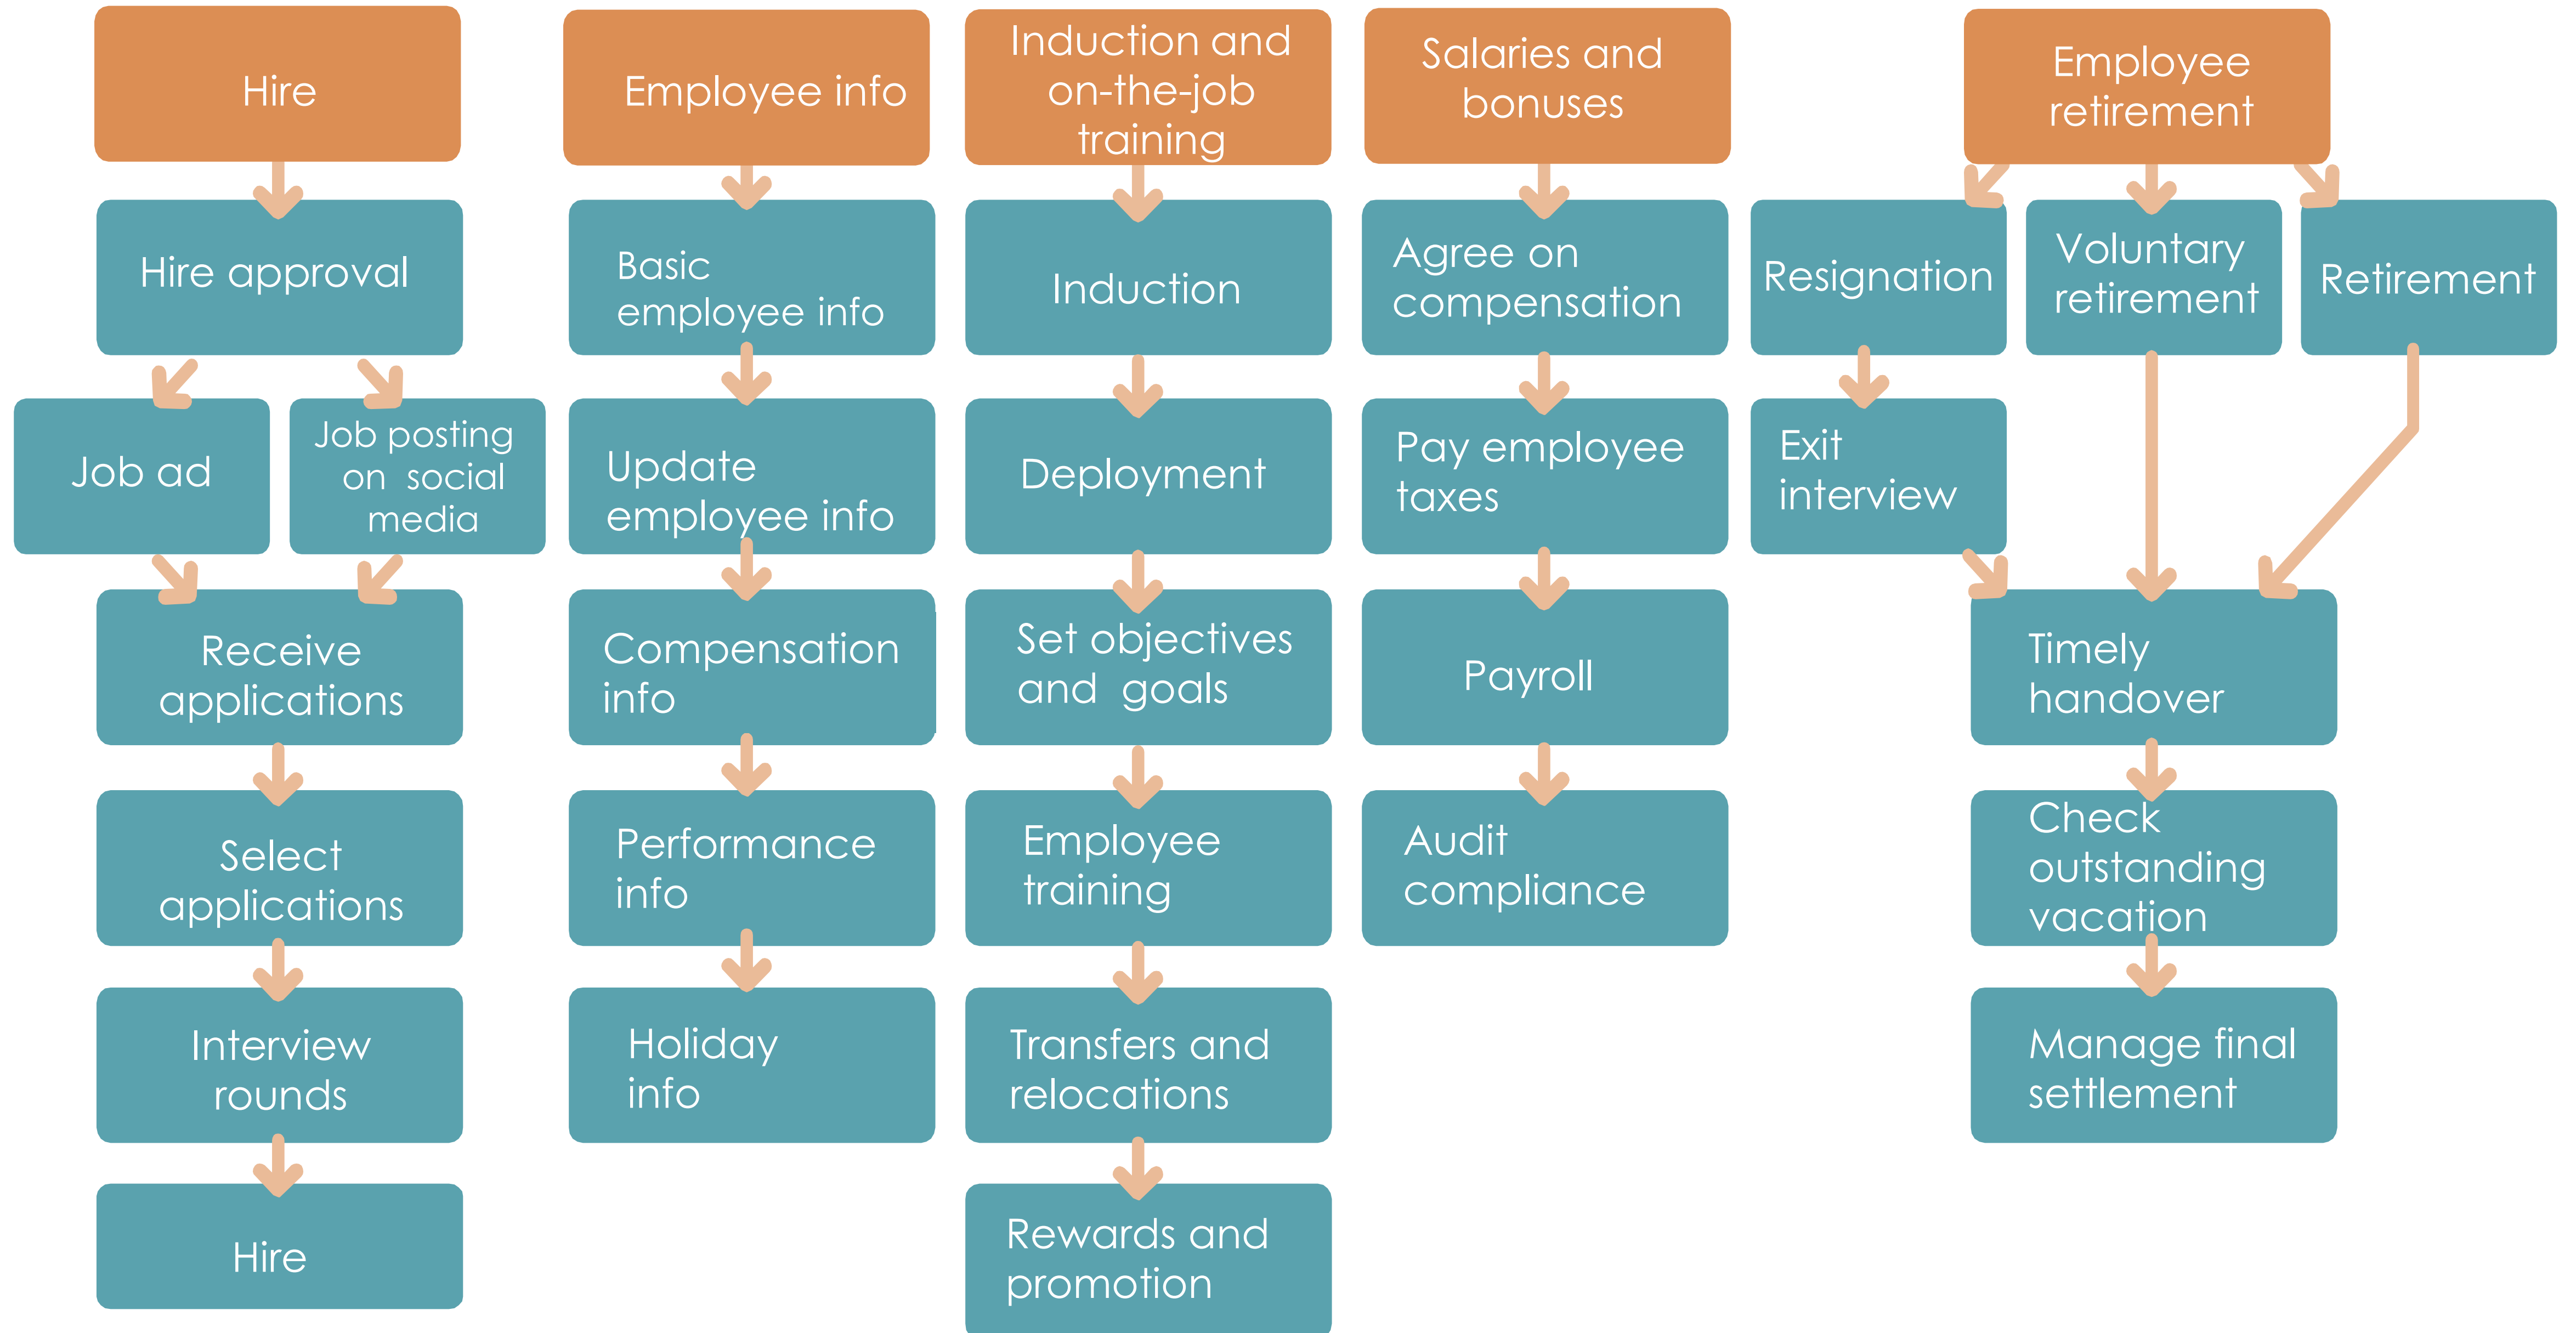 Hire
Hire approval
Job ad
Job posting
on social
media
Receive
applications
Select
applications
Interview
rounds
Hire
Employee info
Basic
employee info
Update
employee info
Compensation
info
Performance
info
Holiday
info
Induction and
on-the-job
training
Induction
Deployment
Set objectives
and goals
Employee
training
Transfers and
relocations
Rewards and
promotion
Salaries and
bonuses
Agree on
compensation
Pay employee
taxes
Payroll
Audit
compliance
Employee
retirement
Resignation
Voluntary
retirement
Retirement
Exit
interview
Timely
handover
Check
outstanding
vacation
Manage final
settlement